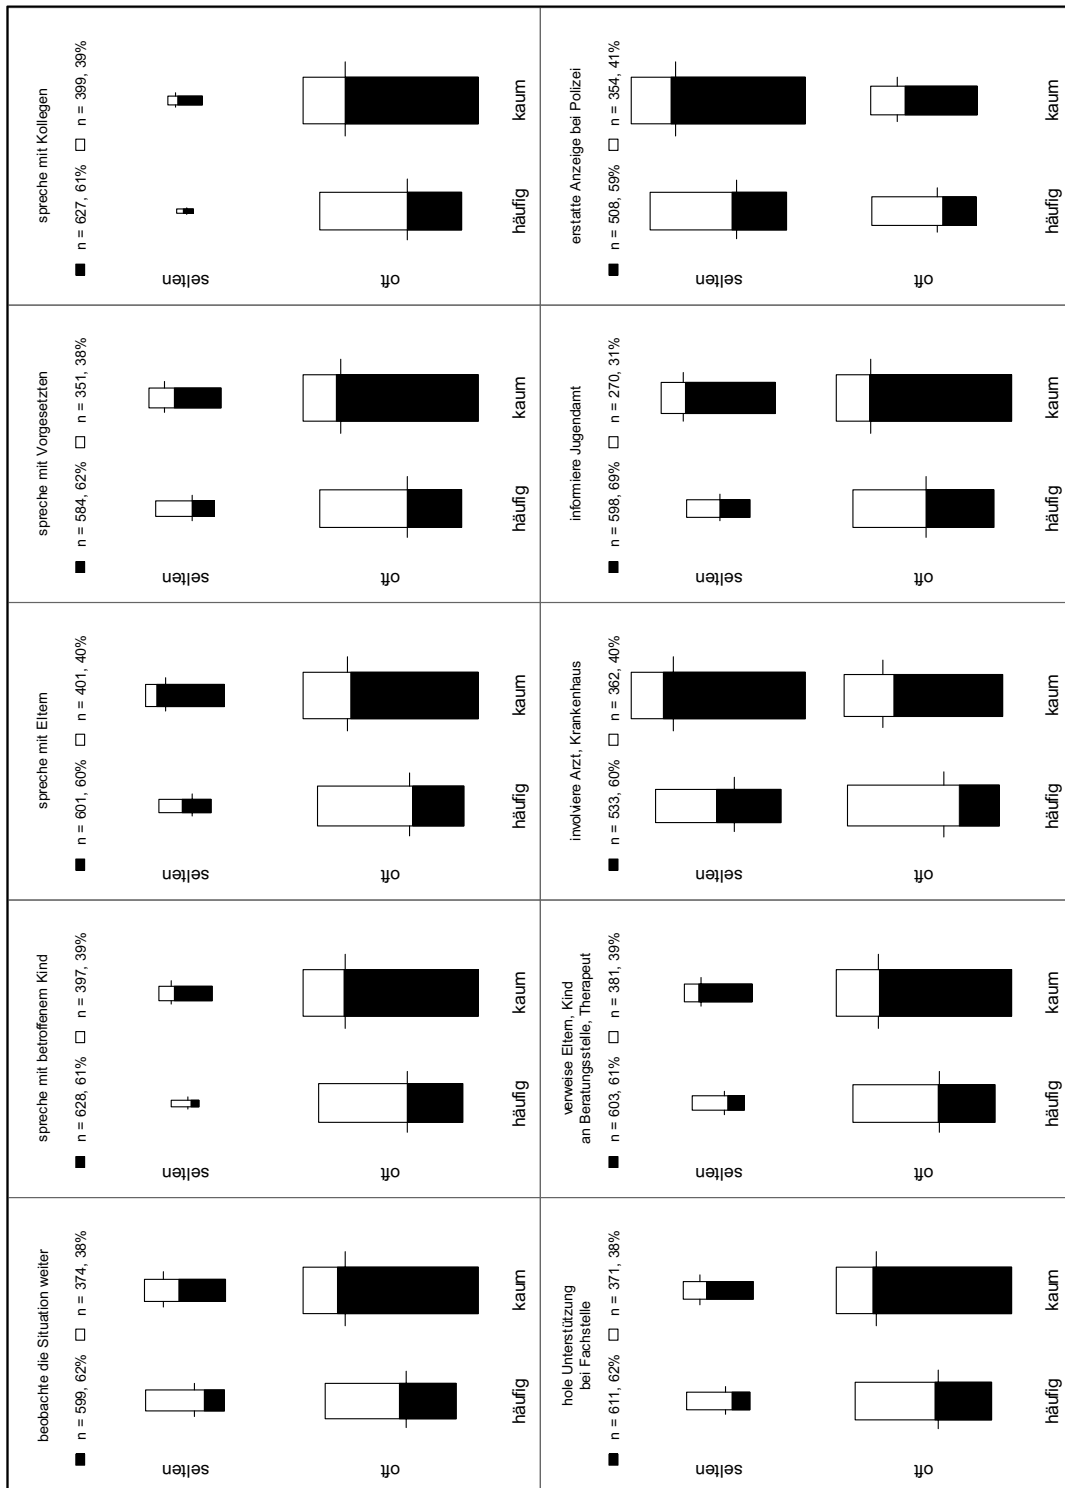 beobachte die Situation weiter
n = 599, 62% n = 374, 38%
selten
oft
häufig kaum
spreche mit betroffenem Kind
n = 628, 61% n = 397, 39%
selten
oft
häufig kaum
spreche mit Eltern
n = 601, 60% n = 401, 40%
selten
oft
häufig kaum
spreche mit Vorgesetzten
n = 584, 62% n = 351, 38%
selten
oft
häufig kaum
spreche mit Kollegen
n = 627, 61% n = 399, 39%
selten
oft
häufig kaum
hole Unterstützung
bei Fachstelle
n = 611, 62% n = 371, 38%
selten
oft
häufig kaum
verweise Eltern, Kind
an Beratungsstelle, Therapeut
n = 603, 61% n = 381, 39%
selten
oft
häufig kaum
involviere Arzt, Krankenhaus
n = 533, 60% n = 362, 40%
selten
oft
häufig kaum
informiere Jugendamt
n = 598, 69% n = 270, 31%
selten
oft
häufig kaum
erstatte Anzeige bei Polizei
n = 508, 59% n = 354, 41%
selten
oft
häufig kaum